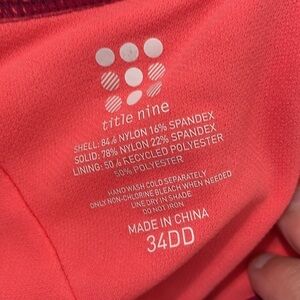 title nine
SHELL: 84% NYLON 16% SPANDEX
SOLID: 78% NYLON 22% SPANDEX
LINING: 50% RECYCLED POLYESTER
50% POLYESTER
HAND WASH COLD SEPARATELY
ONLY NON-CHLORINE BLEACH WHEN NEEDED
LINE DRY IN SHADE
DO NOT IRON
MADE IN CHINA
34DD